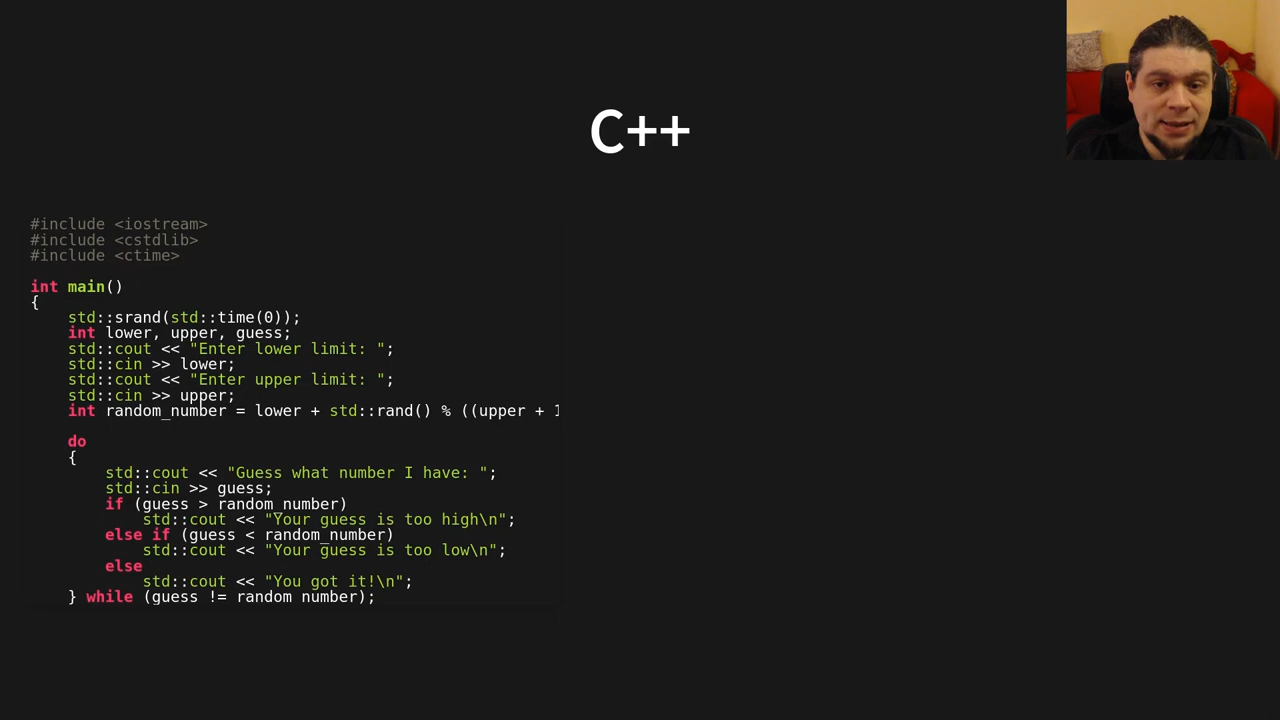 C++
#include <iostream>
#include <cstdlib>
#include <ctime>
int main()
{
    std::srand(std::time(0));
    int lower, upper, guess;
    std::cout << "Enter lower limit: ";
    std::cin >> lower;
    std::cout << "Enter upper limit: ";
    std::cin >> upper;
    int random_number = lower + std::rand() % ((upper + 1
    do
    {
        std::cout << "Guess what number I have: ";
        std::cin >> guess;
        if (guess > random_number)
            std::cout << "Your guess is too high\n";
        else if (guess < random_number)
            std::cout << "Your guess is too low\n";
        else
            std::cout << "You got it!\n";
    } while (guess != random_number);